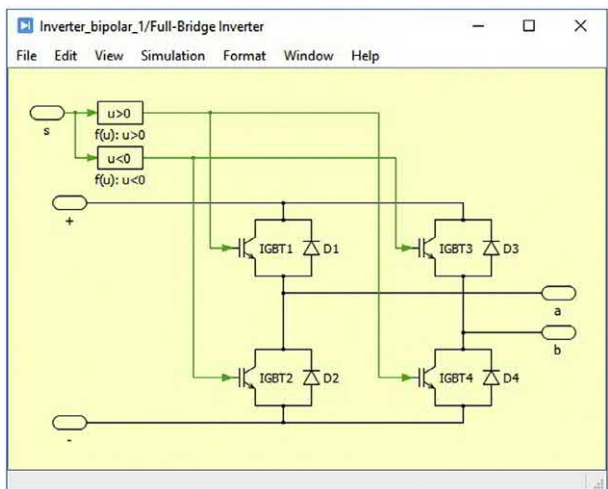 Inverter_bipolar_1/Full-Bridge Inverter
File Edit View Simulation Format Window Help
s
u>0
f(u): u>0
u<0
f(u): u<0
+
IGBT1 D1 IGBT3 D3
a
b
IGBT2 D2 IGBT4 D4
-